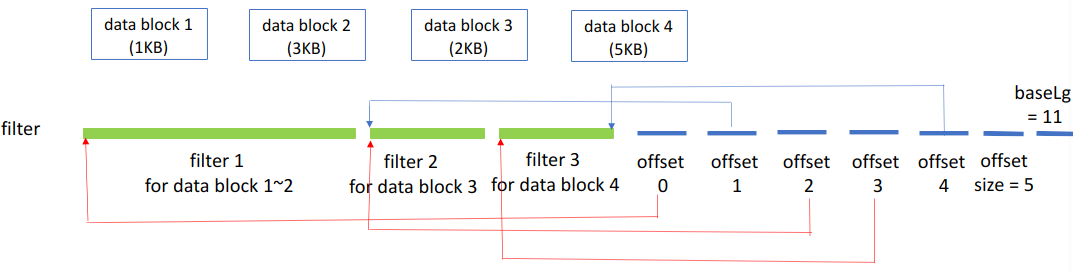 data block 1
(1KB)
data block 2
(3KB)
data block 3
(2KB)
data block 4
(5KB)
baseLg
= 11
filter
filter 1
for data block 1~2
filter 2
for data block 3
filter 3
for data block 4
offset
0
offset
1
offset
2
offset
3
offset
4
offset
size = 5